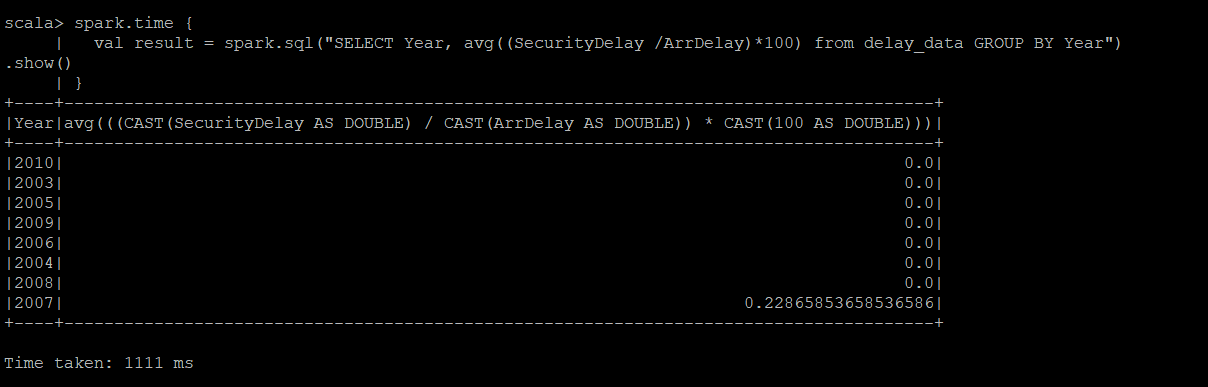 scala> spark.time {
     |   val result = spark.sql("SELECT Year, avg((SecurityDelay /ArrDelay)*100) from delay_data GROUP BY Year")
.show()
     | }
+----+---------------------------------------------------------------------------------------+
|Year|avg(((CAST(SecurityDelay AS DOUBLE) / CAST(ArrDelay AS DOUBLE)) * CAST(100 AS DOUBLE)))|
+----+---------------------------------------------------------------------------------------+
|2010|                                                                                    0.0|
|2003|                                                                                    0.0|
|2005|                                                                                    0.0|
|2009|                                                                                    0.0|
|2006|                                                                                    0.0|
|2004|                                                                                    0.0|
|2008|                                                                                    0.0|
|2007|                                                                    0.22865853658536586|
+----+---------------------------------------------------------------------------------------+
Time taken: 1111 ms